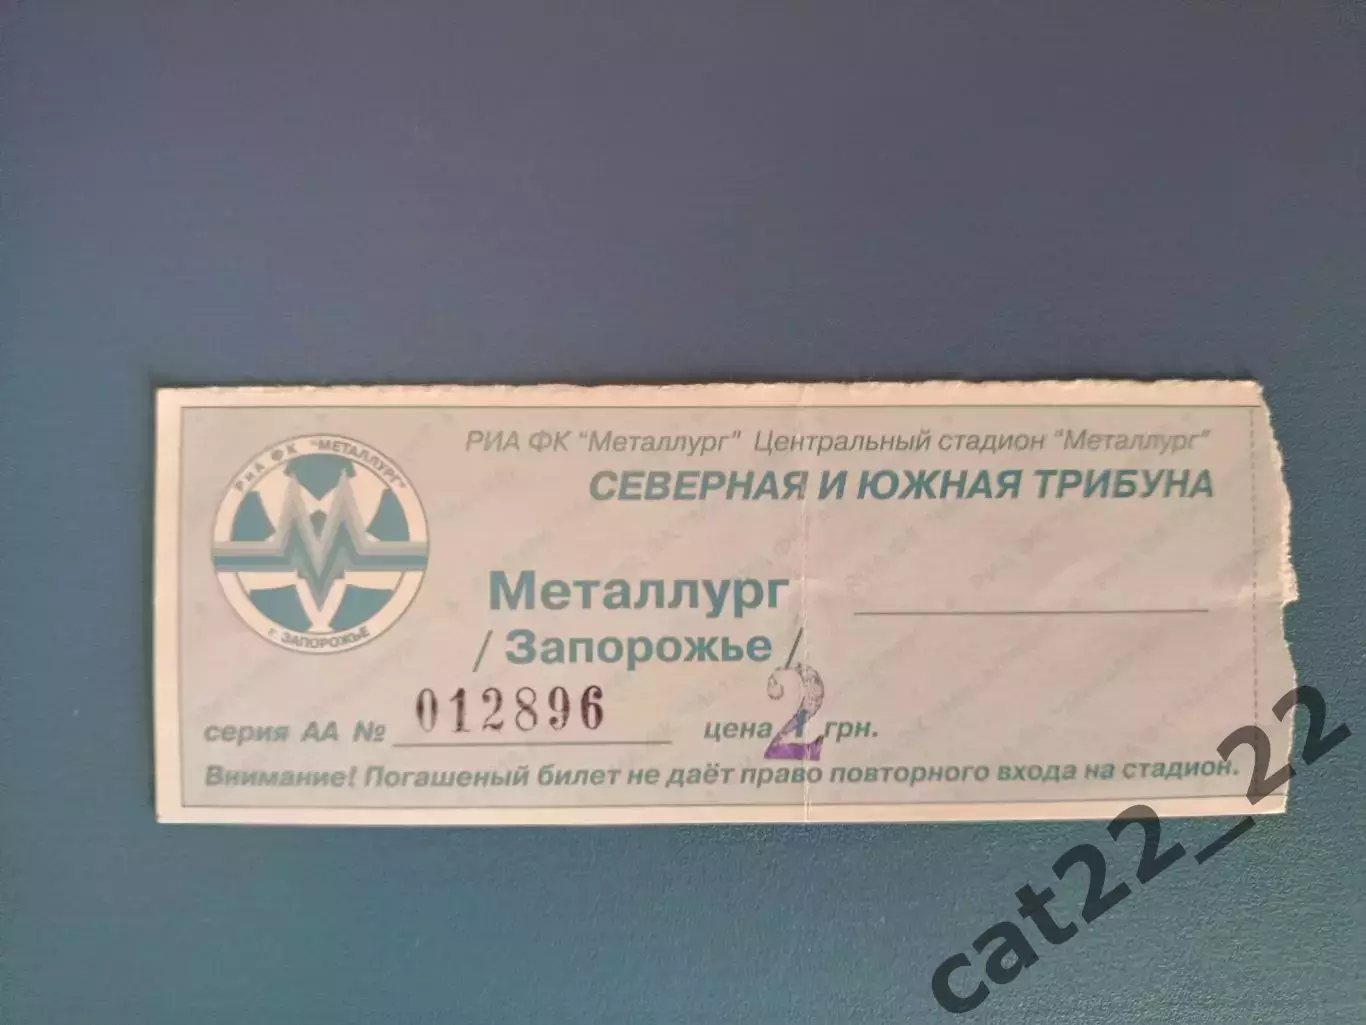 РИА ФК "МЕТАЛЛУРГ"
г. ЗАПОРОЖЬЕ
РИА ФК "Металлург" Центральный стадион "Металлург"
СЕВЕРНАЯ И ЮЖНАЯ ТРИБУНА
Металлург
/Запорожье/
серия АА № 012896 цена 2 грн.
Внимание! Погашеный билет не даёт право повторного входа на стадион.
cat22_22